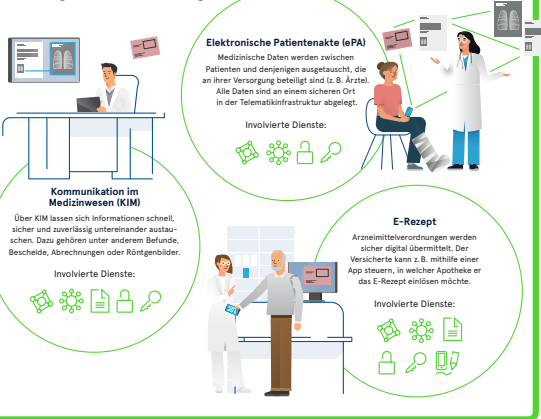 Elektronische Patientenakte (ePA)
Medizinische Daten werden zwischen
Patienten und denjenigen ausgetauscht, die
an ihrer Versorgung beteiligt sind (z. B. Ärzte).
Alle Daten sind an einem sicheren Ort
in der Telematikinfrastruktur abgelegt.
Involvierte Dienste:
Kommunikation im
Medizinwesen (KIM)
Über KIM lassen sich Informationen schnell,
sicher und zuverlässig untereinander austau-
schen. Dazu gehören unter anderem Befunde,
Bescheide, Abrechnungen oder Röntgenbilder.
Involvierte Dienste:
E-Rezept
Arzneimittelverordnungen werden
sicher digital übermittelt. Der
Versicherte kann z. B. mithilfe einer
App steuern, in welcher Apotheke er
das E-Rezept einlösen möchte.
Involvierte Dienste: